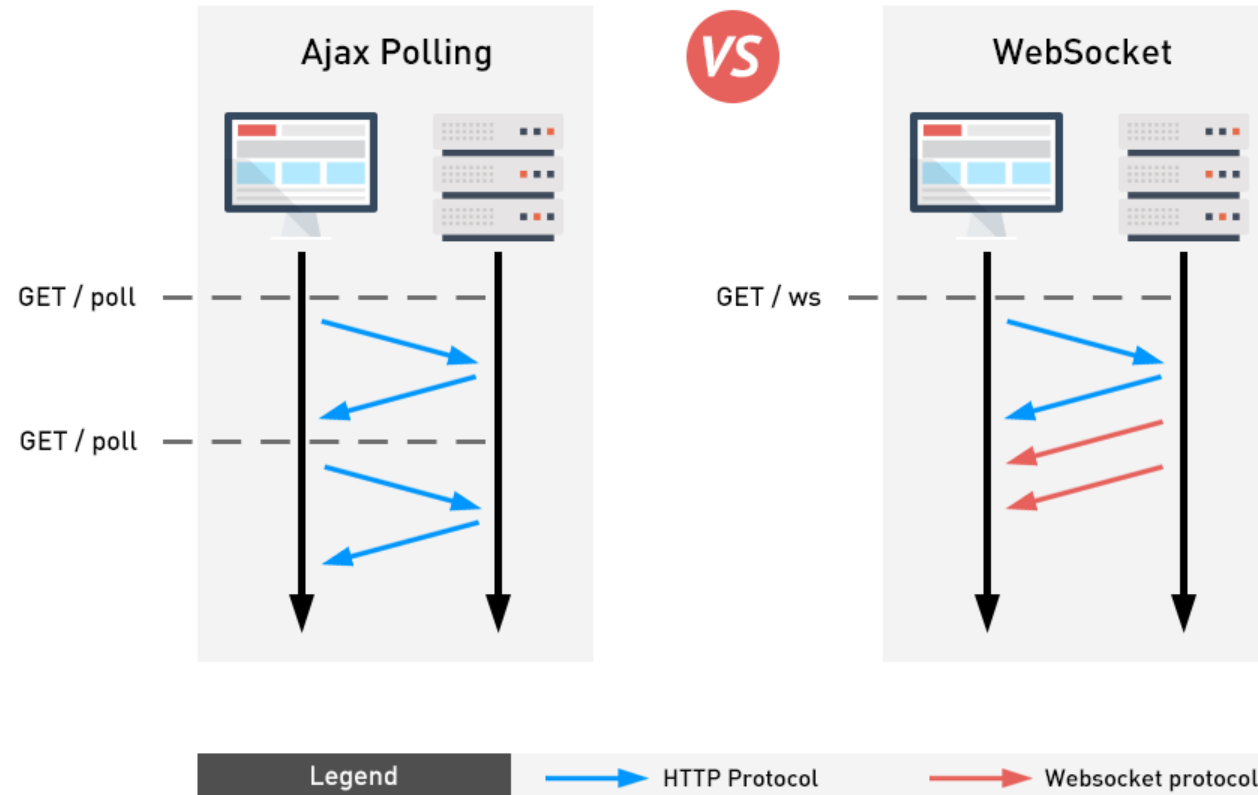 Ajax Polling
VS
WebSocket
GET / poll
GET / ws
GET / poll
Legend
HTTP Protocol
Websocket protocol